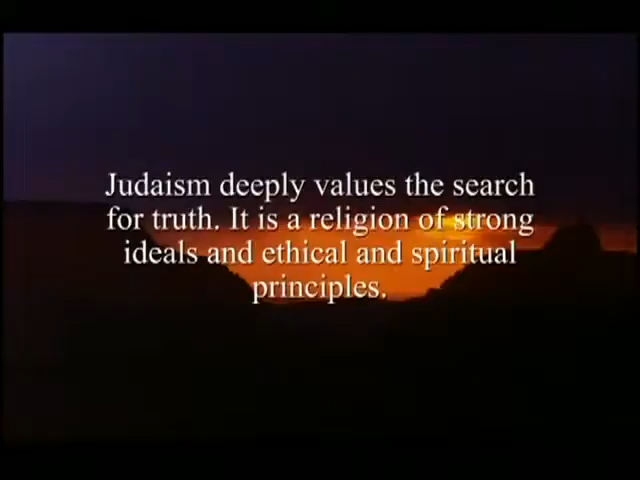 Judaism deeply values the search
for truth. It is a religion of strong
ideals and ethical and spiritual
principles.